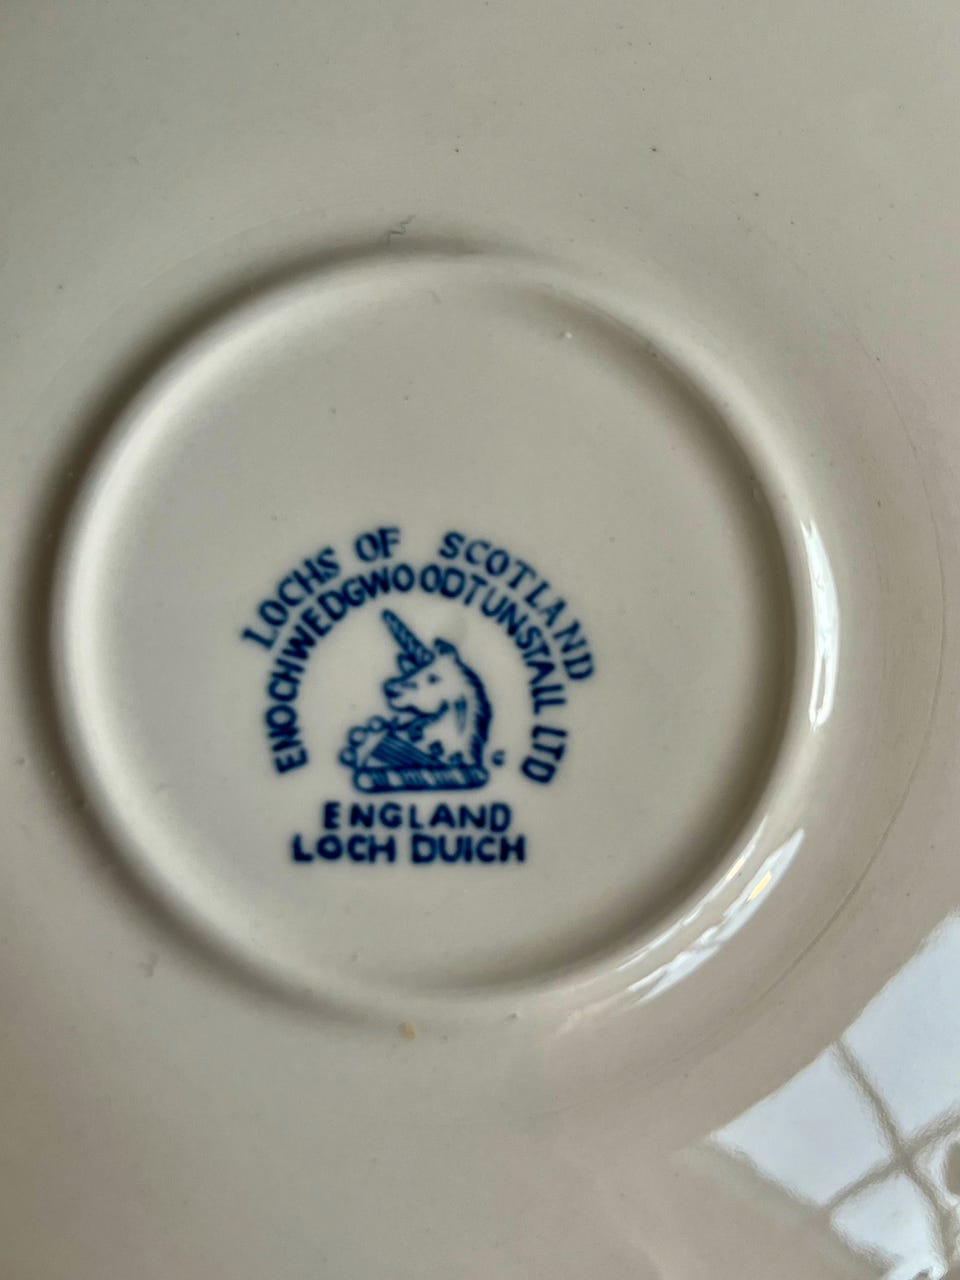 LOCHS OF SCOTLAND
ENOCHWEDGWOODTUNSTALL LTD
ENGLAND
LOCH DUICH